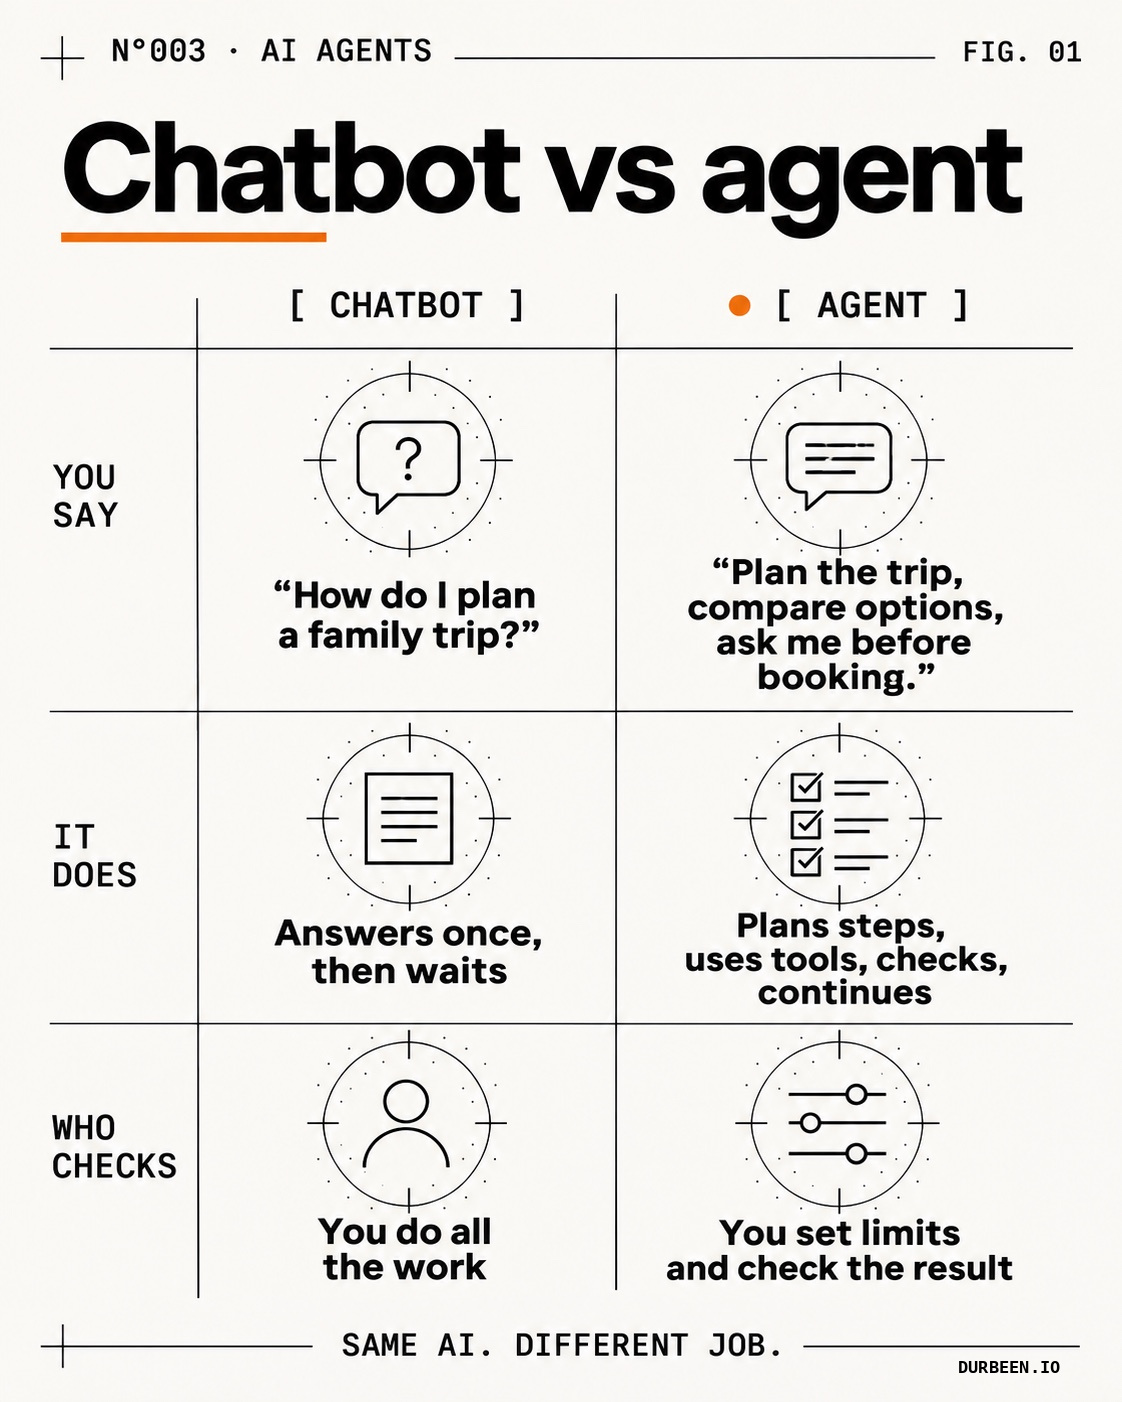 N°003 · AI AGENTS
FIG. 01
Chatbot vs agent
[ CHATBOT ]
[ AGENT ]
YOU
SAY
?
“How do I plan
a family trip?”
“Plan the trip,
compare options,
ask me before
booking.”
IT
DOES
Answers once,
then waits
Plans steps,
uses tools, checks,
continues
WHO
CHECKS
You do all
the work
You set limits
and check the result
SAME AI. DIFFERENT JOB.
DURBEEN.IO